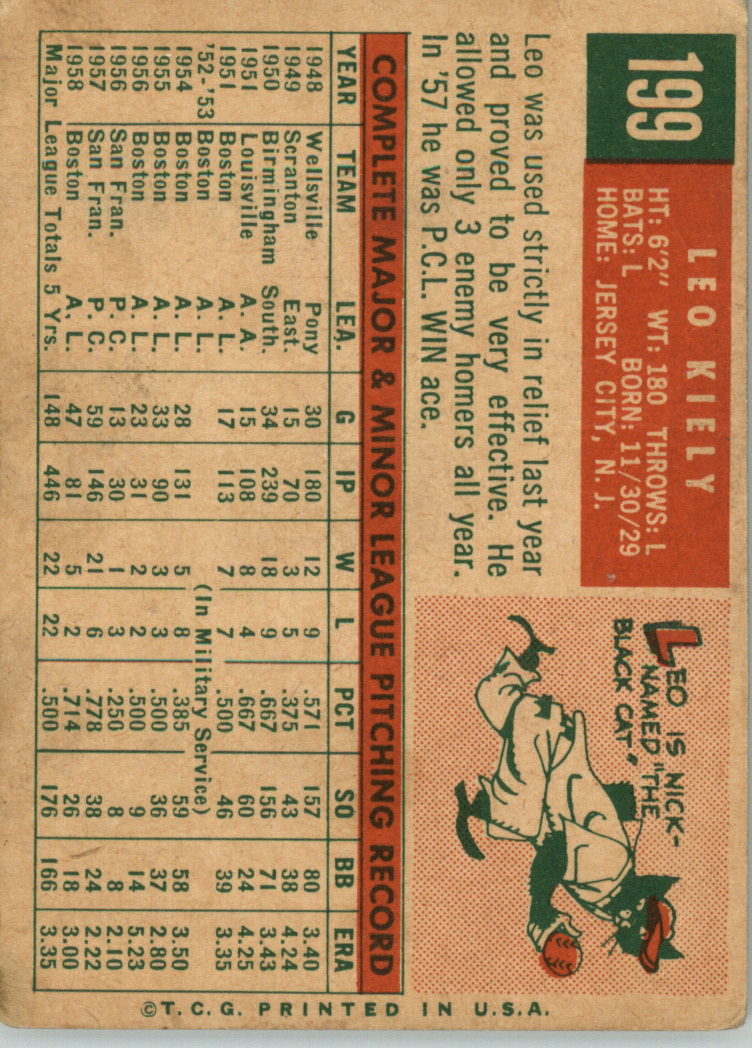 199
LEO KIELY
HT: 6'2" WT: 180 THROWS: L
BATS: L BORN: 11/30/29
HOME: JERSEY CITY, N. J.
LEO IS NICK-
NAMED "THE
BLACK CAT."
Leo was used strictly in relief last year
and proved to be very effective. He
allowed only 3 enemy homers all year.
In '57 he was P.C.L. WIN ace.
COMPLETE MAJOR & MINOR LEAGUE PITCHING RECORD
YEAR TEAM LEA. G IP W L PCT SO BB ERA
1948 Wellsville Pony 30 180 12 9 .571 157 80 3.40
1949 Scranton East. 15 70 3 5 .375 43 38 4.24
1950 Birmingham South. 34 239 18 9 .667 156 71 3.43
1951 Louisville A. A. 15 108 8 4 .667 60 24 4.25
1951 Boston A. L. 17 113 7 7 .500 46 39 3.35
'52-'53 Boston A. L. (In Military Service)
1954 Boston A. L. 28 131 5 8 .385 59 58 3.50
1955 Boston A. L. 33 90 3 3 .500 36 37 2.80
1956 Boston A. L. 23 31 2 2 .500 9 14 5.23
1956 San Fran. P. C. 13 30 1 3 .250 8 8 2.10
1957 San Fran. P. C. 59 146 21 6 .778 38 24 2.22
1958 Boston A. L. 47 81 5 2 .714 26 18 3.00
Major League Totals 5 Yrs. 148 446 22 22 .500 176 166 3.35
©T. C. G. PRINTED IN U.S.A.